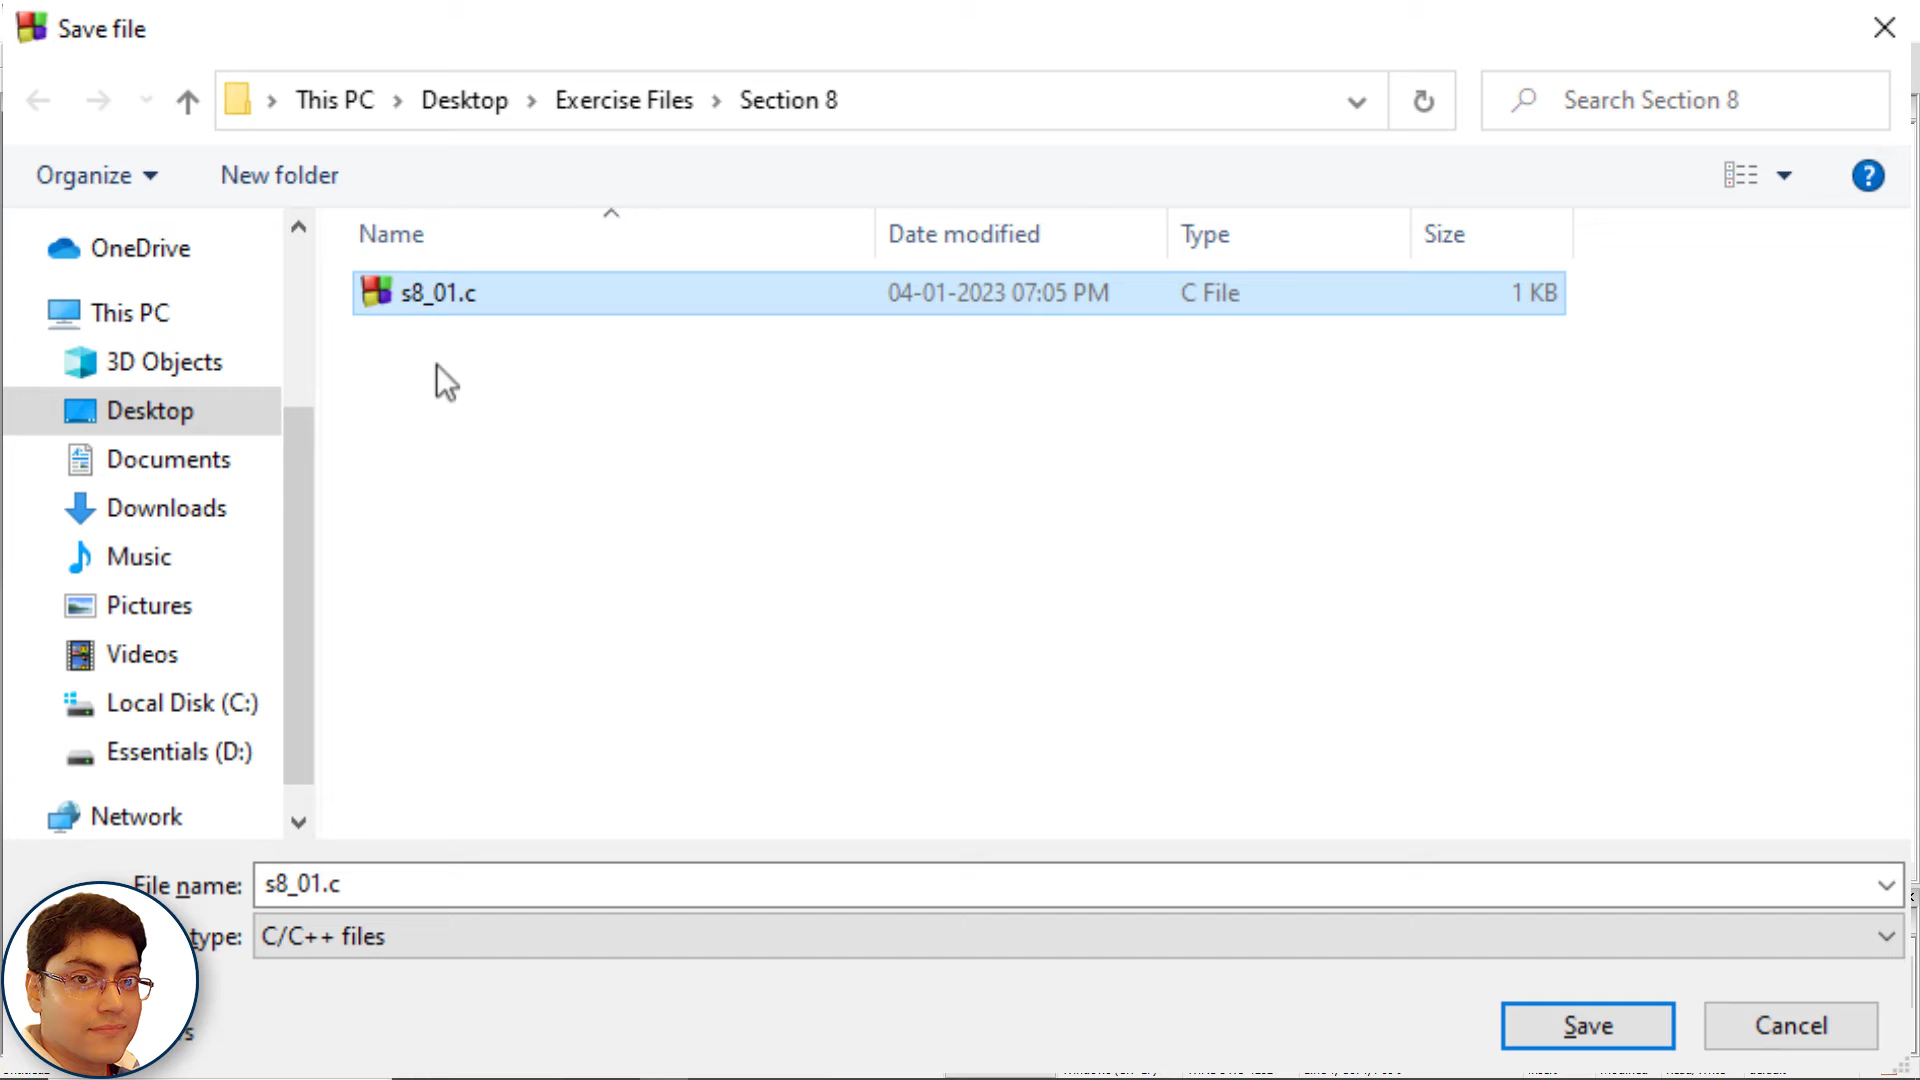 Save file
This PC > Desktop > Exercise Files > Section 8
Search Section 8
Organize
New folder
Name
Date modified
Type
Size
s8_01.c
04-01-2023 07:05 PM
C File
1 KB
OneDrive
This PC
3D Objects
Desktop
Documents
Downloads
Music
Pictures
Videos
Local Disk (C:)
Essentials (D:)
Network
File name:
s8_01.c
type:
C/C++ files
Save
Cancel